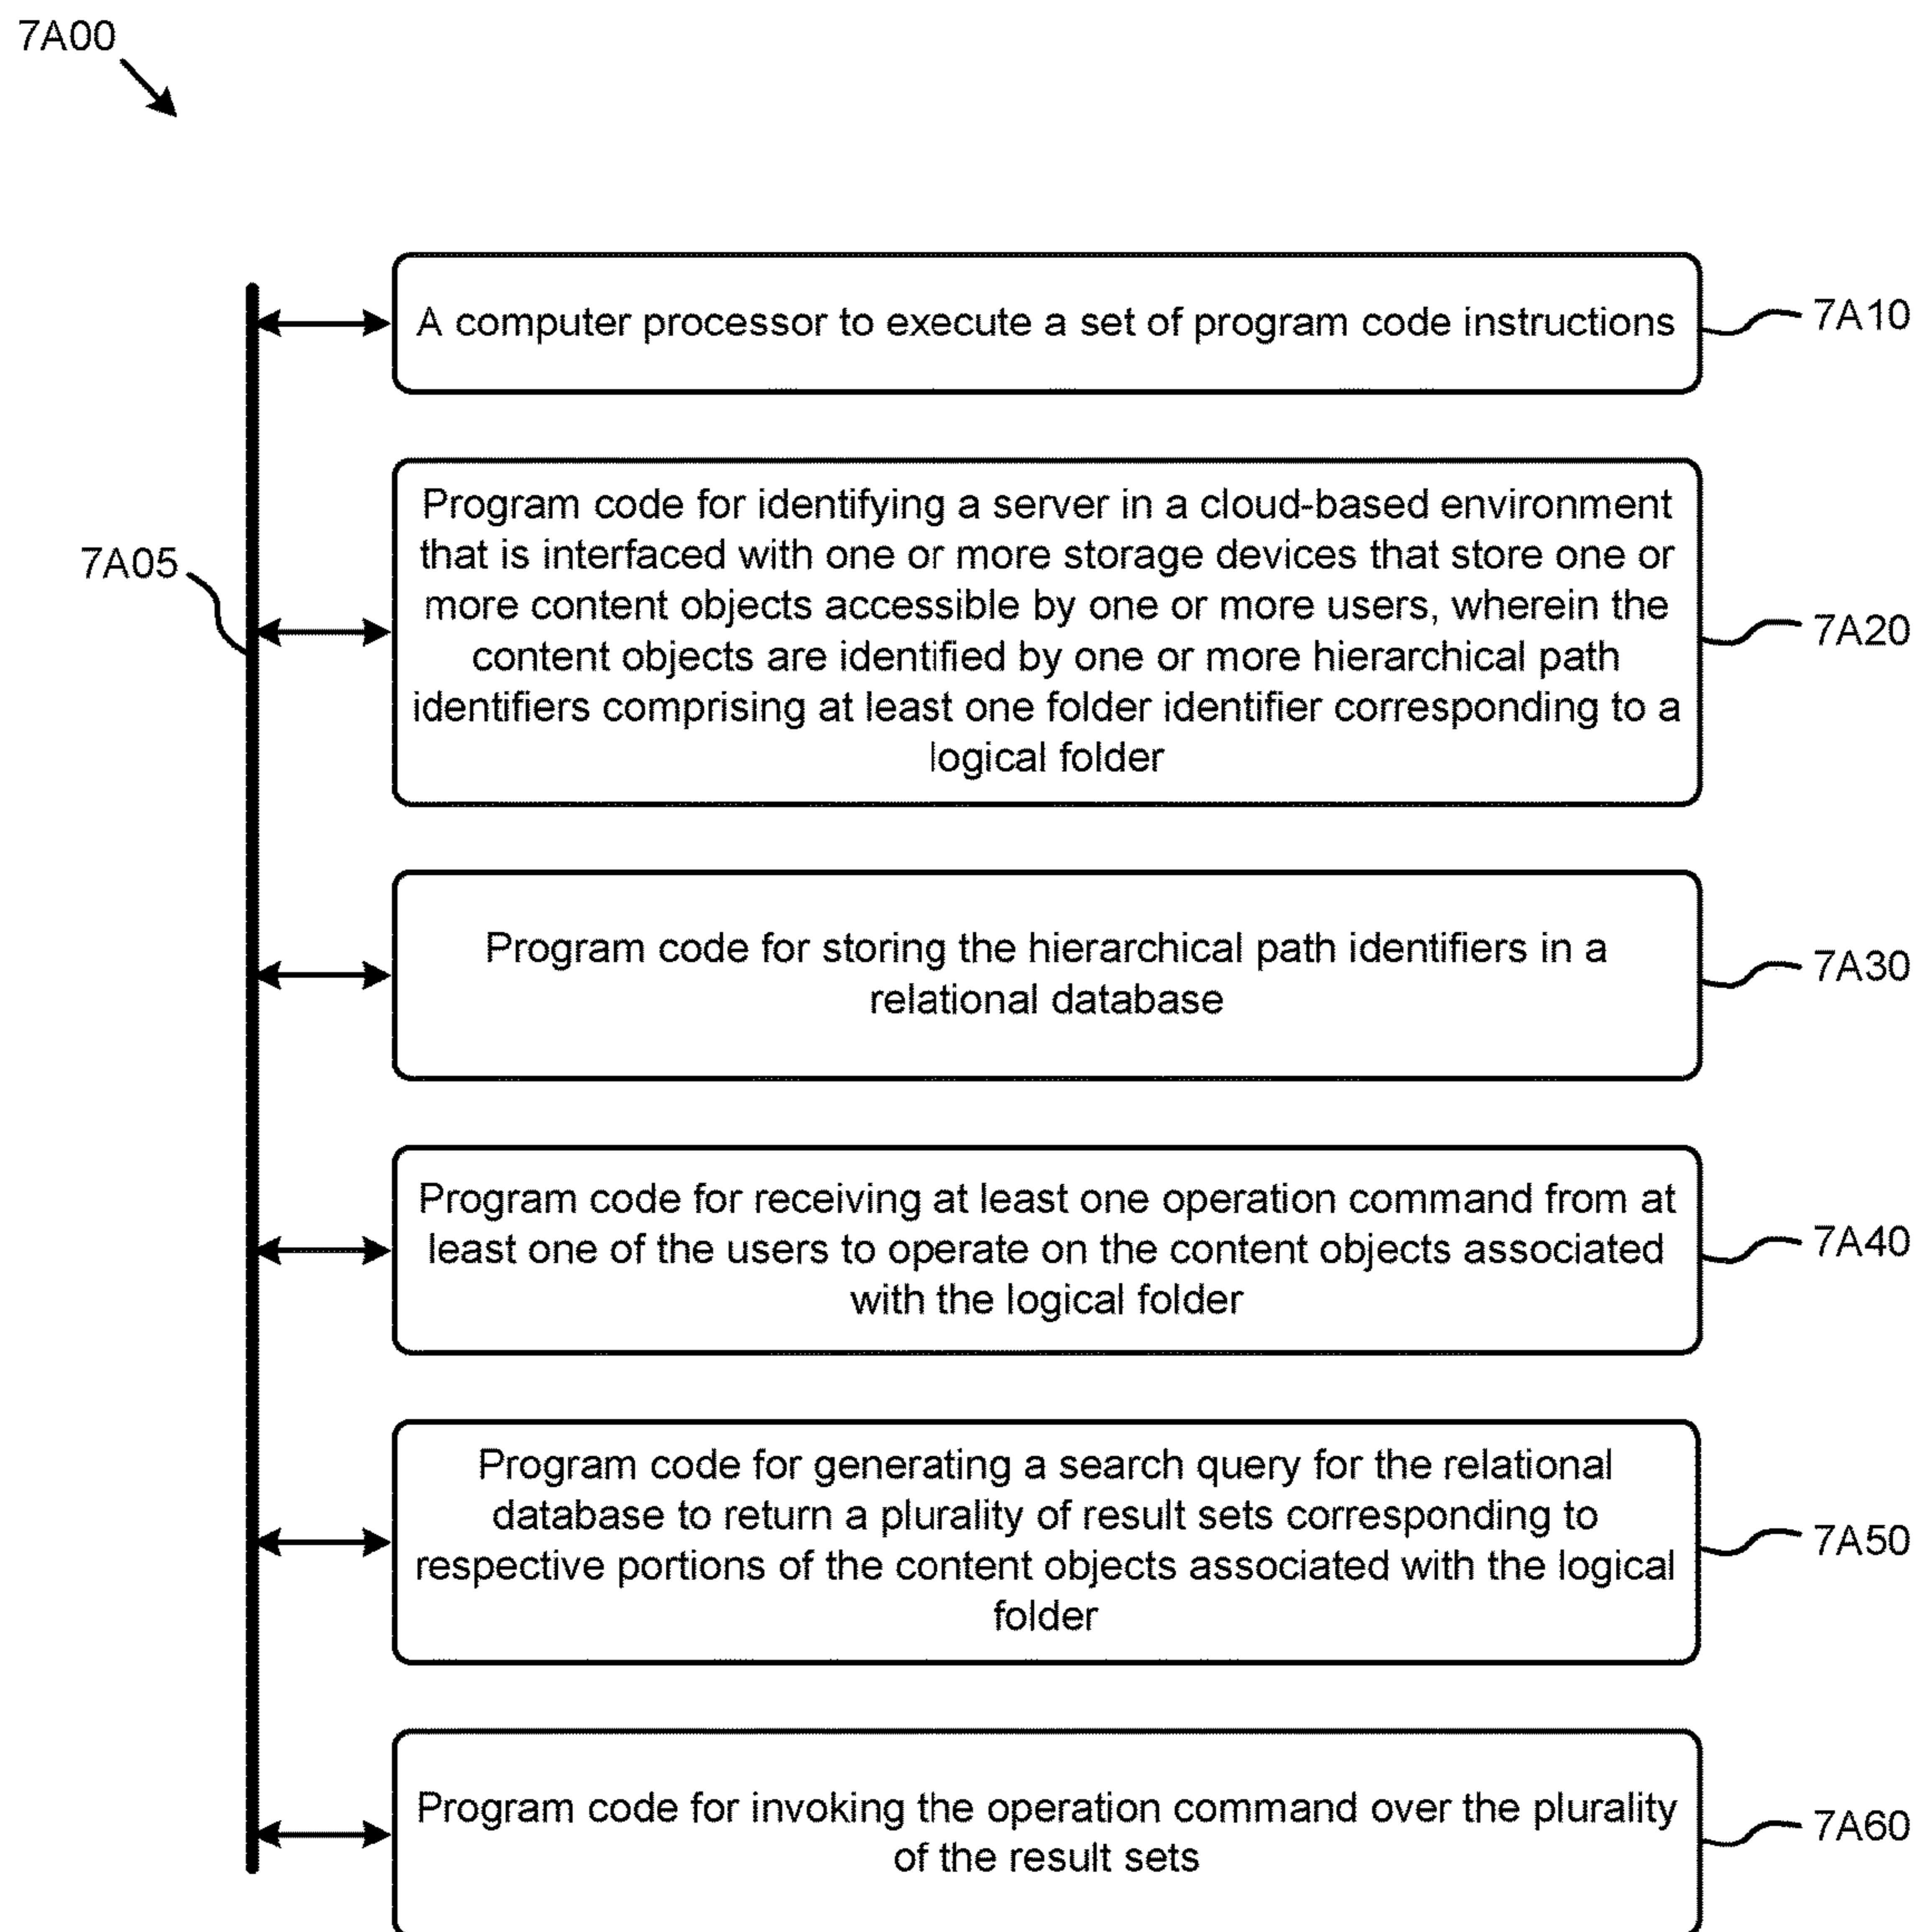 7A00
A computer processor to execute a set of program code instructions
7A10
Program code for identifying a server in a cloud-based environment
that is interfaced with one or more storage devices that store one or
more content objects accessible by one or more users, wherein the
content objects are identified by one or more hierarchical path
identifiers comprising at least one folder identifier corresponding to a
logical folder
7A05
7A20
Program code for storing the hierarchical path identifiers in a
relational database
7A30
Program code for receiving at least one operation command from at
least one of the users to operate on the content objects associated
with the logical folder
7A40
Program code for generating a search query for the relational
database to return a plurality of result sets corresponding to
respective portions of the content objects associated with the logical
folder
7A50
Program code for invoking the operation command over the plurality
of the result sets
7A60